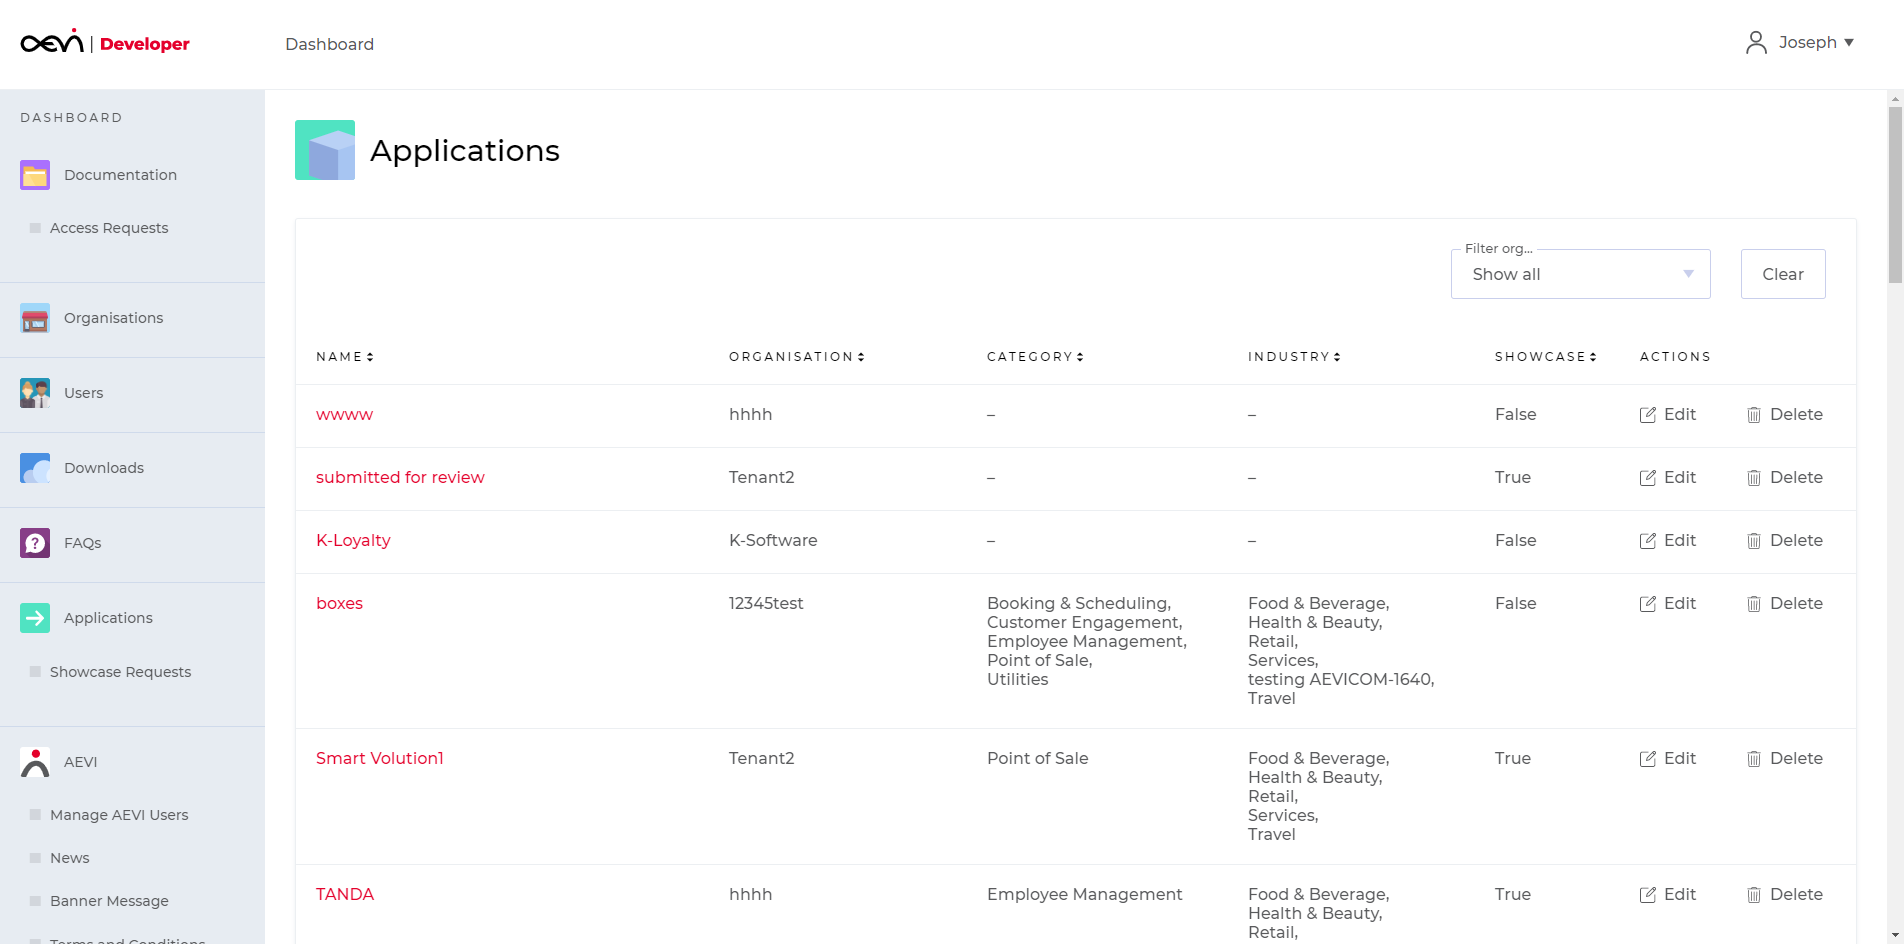 aevi | Developer
Dashboard
Joseph
DASHBOARD
Documentation
Access Requests
Organisations
Users
Downloads
FAQs
Applications
Showcase Requests
AEVI
Manage AEVI Users
News
Banner Message
Terms and Conditions
Applications
Filter org...
Show all
Clear
NAME ORGANISATION CATEGORY INDUSTRY SHOWCASE ACTIONS
wwww hhhh – – False Edit Delete
submitted for review Tenant2 – – True Edit Delete
K-Loyalty K-Software – – False Edit Delete
boxes 12345test Booking & Scheduling, Food & Beverage, False Edit Delete
Customer Engagement, Health & Beauty,
Employee Management, Retail,
Point of Sale, Services,
Utilities testing AEVICOM-1640,
Travel
Smart Volution1 Tenant2 Point of Sale Food & Beverage, True Edit Delete
Health & Beauty,
Retail,
Services,
Travel
TANDA hhhh Employee Management Food & Beverage, True Edit Delete
Health & Beauty,
Retail,